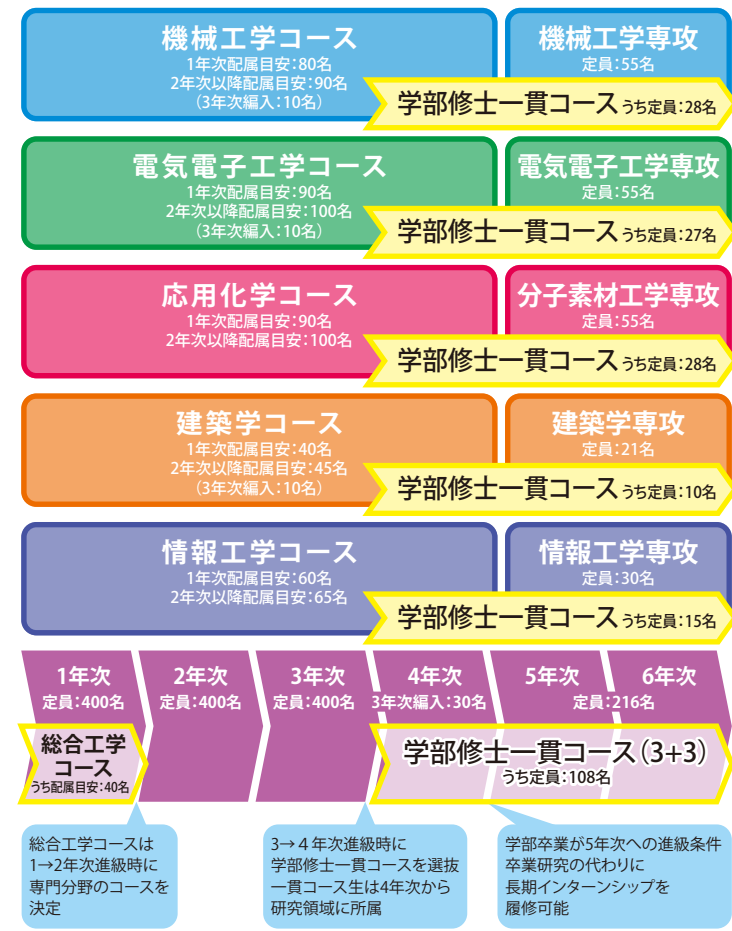 機械工学コース
1年次配属目安：80名
2年次以降配属目安：90名
（3年次編入：10名）
機械工学専攻
定員：55名
学部修士一貫コース うち定員：28名
電気電子工学コース
1年次配属目安：90名
2年次以降配属目安：100名
（3年次編入：10名）
電気電子工学専攻
定員：55名
学部修士一貫コース うち定員：27名
応用化学コース
1年次配属目安：90名
2年次以降配属目安：100名
分子素材工学専攻
定員：55名
学部修士一貫コース うち定員：28名
建築学コース
1年次配属目安：40名
2年次以降配属目安：45名
（3年次編入：10名）
建築学専攻
定員：21名
学部修士一貫コース うち定員：10名
情報工学コース
1年次配属目安：60名
2年次以降配属目安：65名
情報工学専攻
定員：30名
学部修士一貫コース うち定員：15名
1年次
定員：400名
2年次
定員：400名
3年次
定員：400名
4年次
3年次編入：30名
5年次 6年次
定員：216名
総合工学
コース
うち配属目安：40名
学部修士一貫コース（3+3）
うち定員：108名
総合工学コースは
1→2年次進級時に
専門分野のコースを
決定
3→４年次進級時に
学部修士一貫コースを選抜
一貫コース生は4年次から
研究領域に所属
学部卒業が5年次への進級条件
卒業研究の代わりに
長期インターンシップを
履修可能